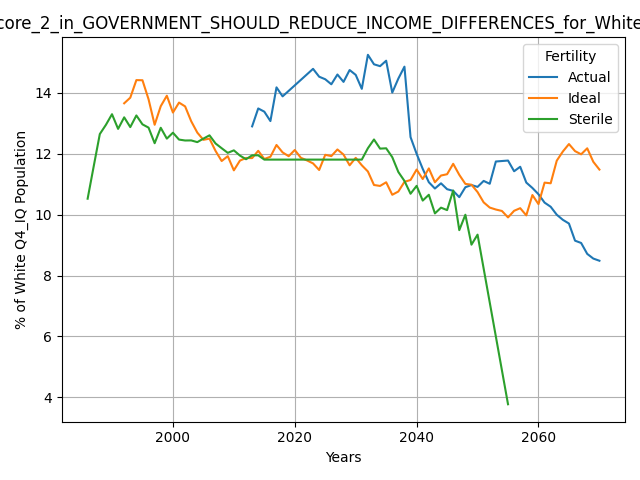 core_2_in_GOVERNMENT_SHOULD_REDUCE_INCOME_DIFFERENCES_for_White
Fertility
Actual
Ideal
Sterile
14
12
10
8
6
4
% of White Q4_IQ Population
2000
2020
2040
2060
Years